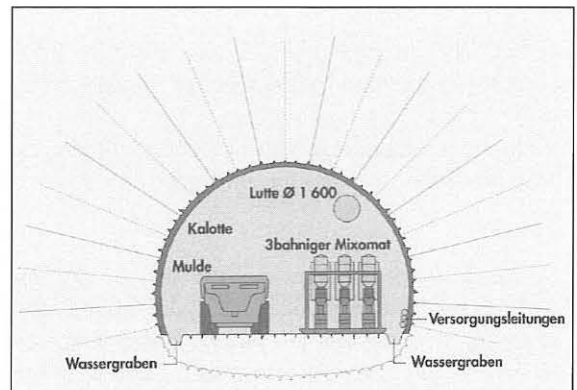 Lutte Ø 1 600
Kalotte
3bahniger Mixomat
Mulde
Versorgungsleitungen
Wassergraben
Wassergraben